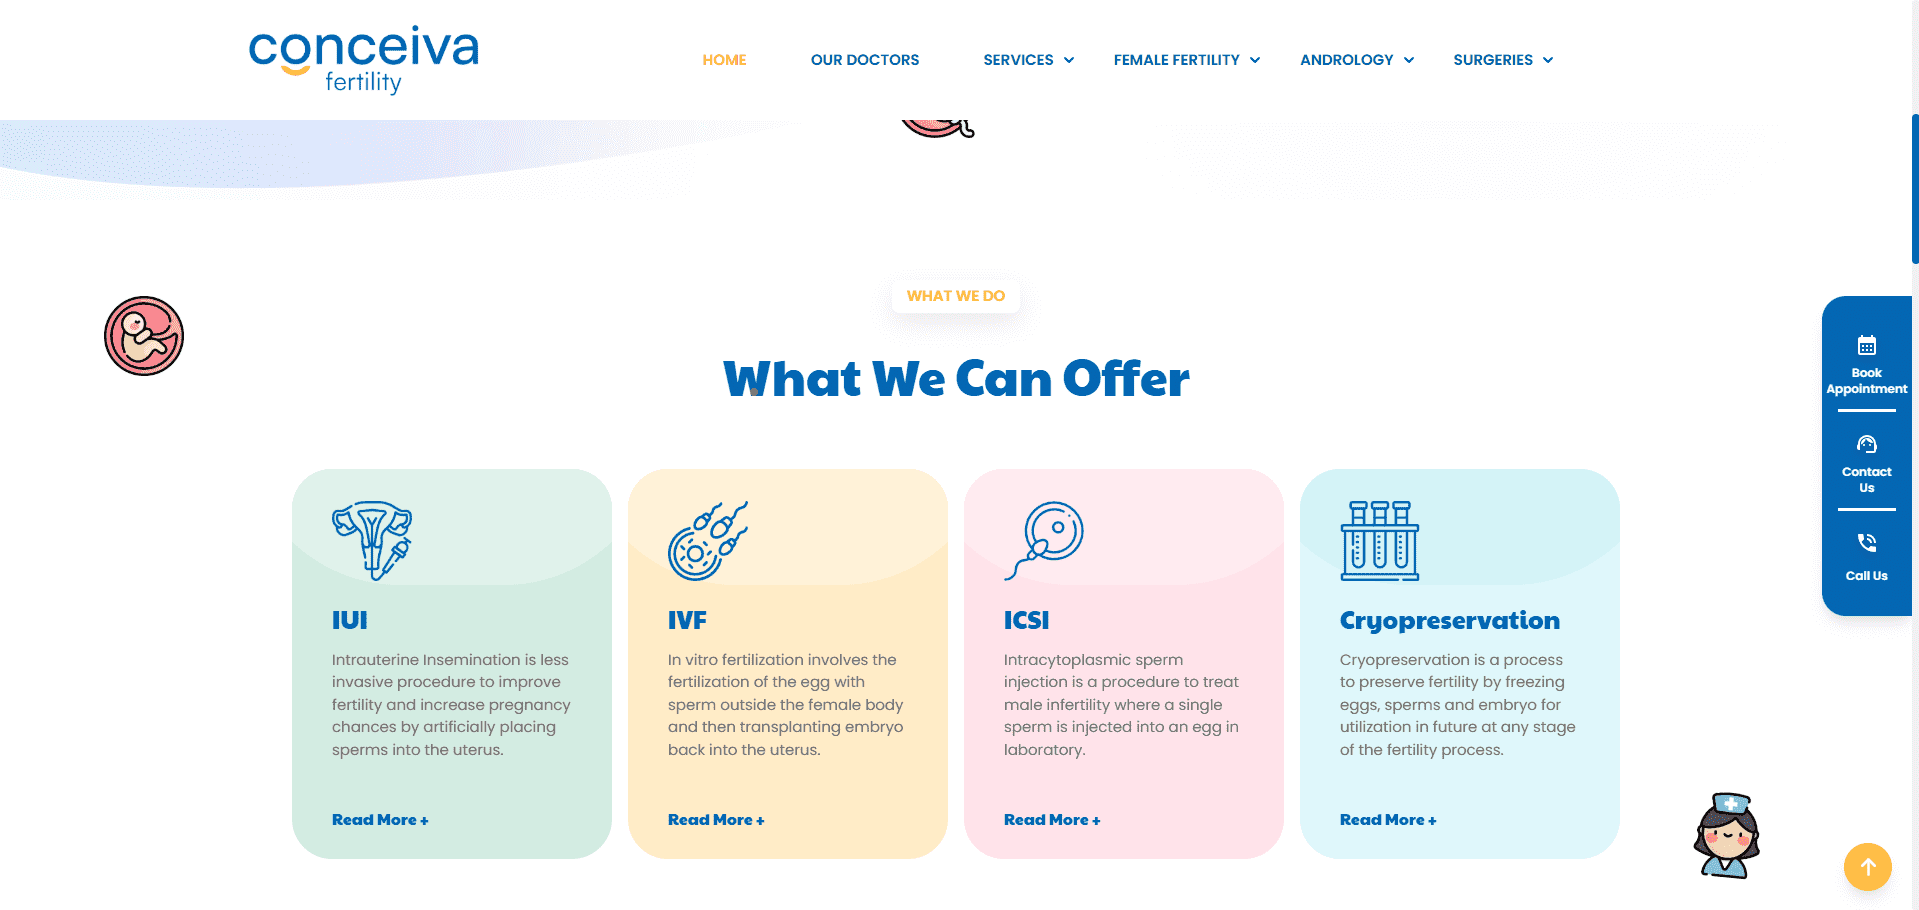 conceiva
fertility
HOME
OUR DOCTORS
SERVICES
FEMALE FERTILITY
ANDROLOGY
SURGERIES
WHAT WE DO
What We Can Offer
IUI
Intrauterine Insemination is less
invasive procedure to improve
fertility and increase pregnancy
chances by artificially placing
sperms into the uterus.
Read More +
IVF
In vitro fertilization involves the
fertilization of the egg with
sperm outside the female body
and then transplanting embryo
back into the uterus.
Read More +
ICSI
Intracytoplasmic sperm
injection is a procedure to treat
male infertility where a single
sperm is injected into an egg in
laboratory.
Read More +
Cryopreservation
Cryopreservation is a process
to preserve fertility by freezing
eggs, sperms and embryo for
utilization in future at any stage
of the fertility process.
Read More +
Book
Appointment
Contact
Us
Call Us